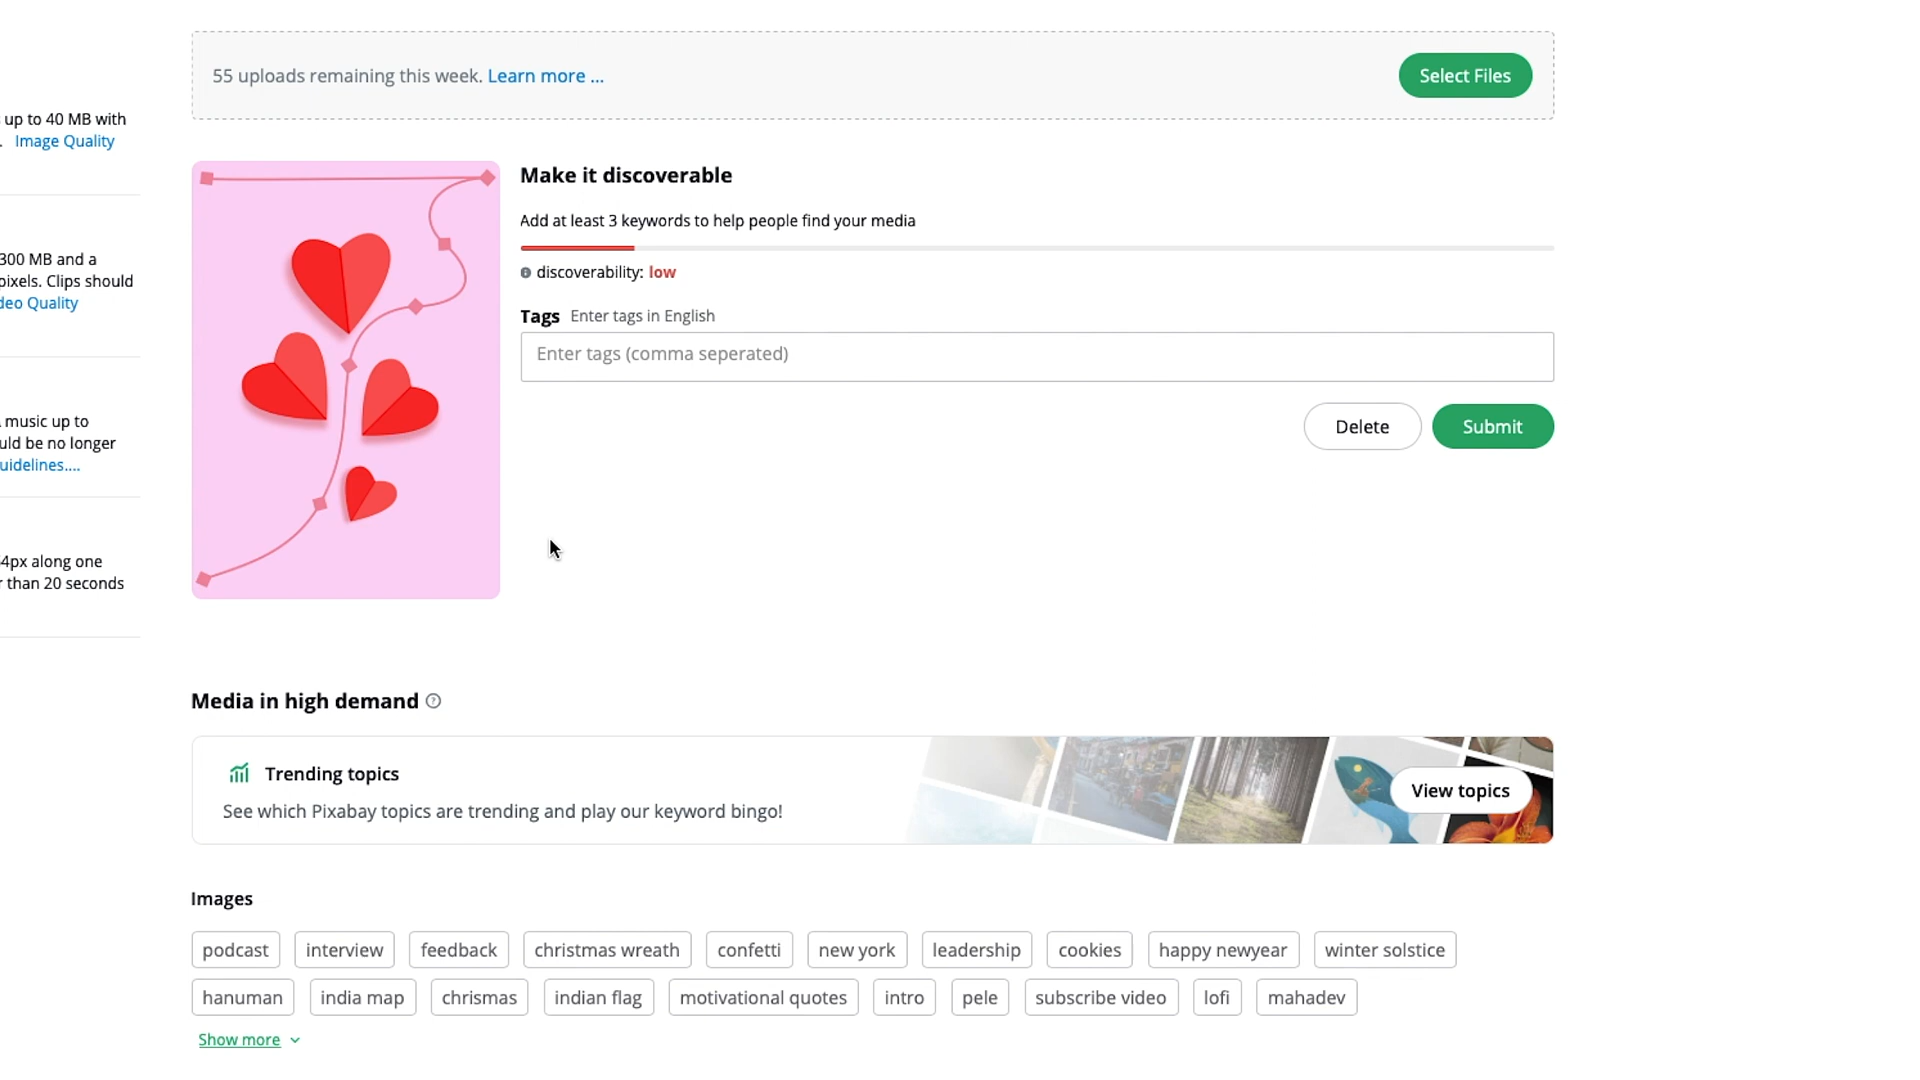 55 uploads remaining this week. Learn more ...
Select Files
up to 40 MB with
. Image Quality
300 MB and a
pixels. Clips should
deo Quality
music up to
uld be no longer
uidelines....
4px along one
r than 20 seconds
Make it discoverable
Add at least 3 keywords to help people find your media
discoverability: low
Tags Enter tags in English
Enter tags (comma seperated)
Delete
Submit
Media in high demand
Trending topics
See which Pixabay topics are trending and play our keyword bingo!
View topics
Images
podcast interview feedback christmas wreath confetti new york leadership cookies happy newyear winter solstice
hanuman india map chrismas indian flag motivational quotes intro pele subscribe video lofi mahadev
Show more